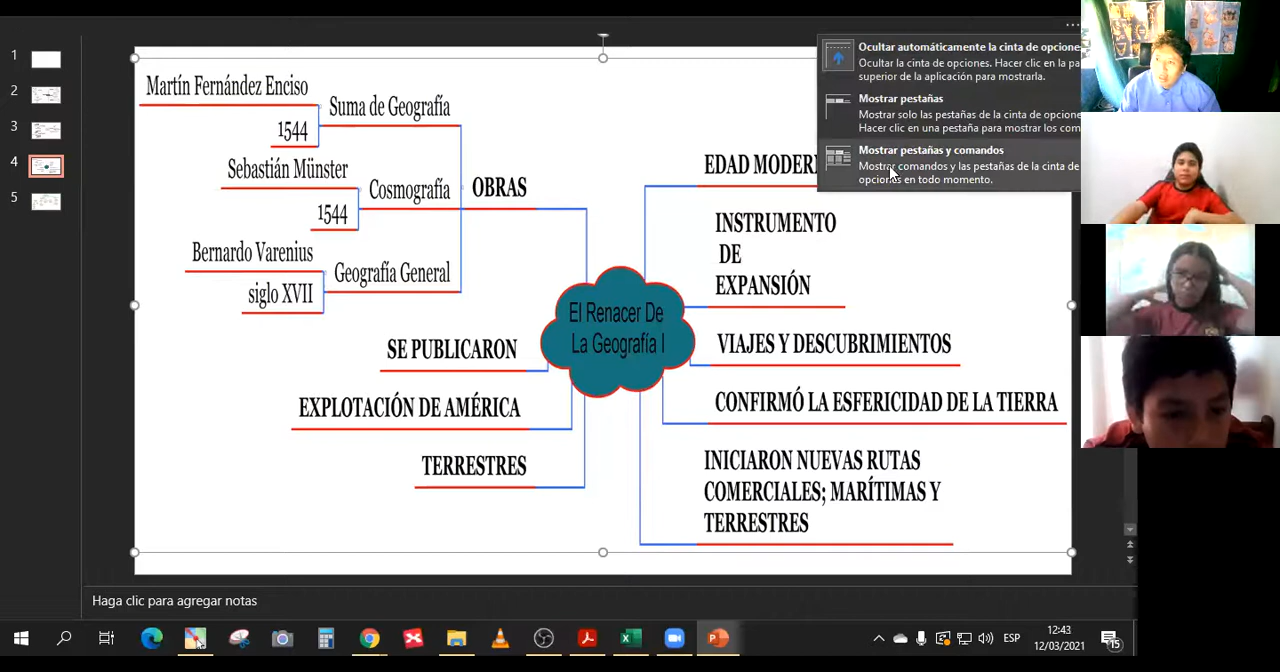 1
2
3
4
5
Ocultar automáticamente la cinta de opcione
Ocultar la cinta de opciones. Hacer clic en la pa
superior de la aplicación para mostrarla.
Mostrar pestañas
Mostrar solo las pestañas de la cinta de opcione
Hacer clic en una pestaña para mostrar los com
Mostrar pestañas y comandos
Mostrar comandos y las pestañas de la cinta de
opciones en todo momento.
Martín Fernández Enciso
1544
Suma de Geografía
Sebastián Münster
1544
Cosmografía
Bernardo Varenius
siglo XVII
Geografía General
OBRAS
SE PUBLICARON
EXPLOTACIÓN DE AMÉRICA
TERRESTRES
El Renacer De
La Geografía I
EDAD MODERN
INSTRUMENTO
DE
EXPANSIÓN
VIAJES Y DESCUBRIMIENTOS
CONFIRMÓ LA ESFERICIDAD DE LA TIERRA
INICIARON NUEVAS RUTAS
COMERCIALES; MARÍTIMAS Y
TERRESTRES
Haga clic para agregar notas
ESP
12:43
12/03/2021
15